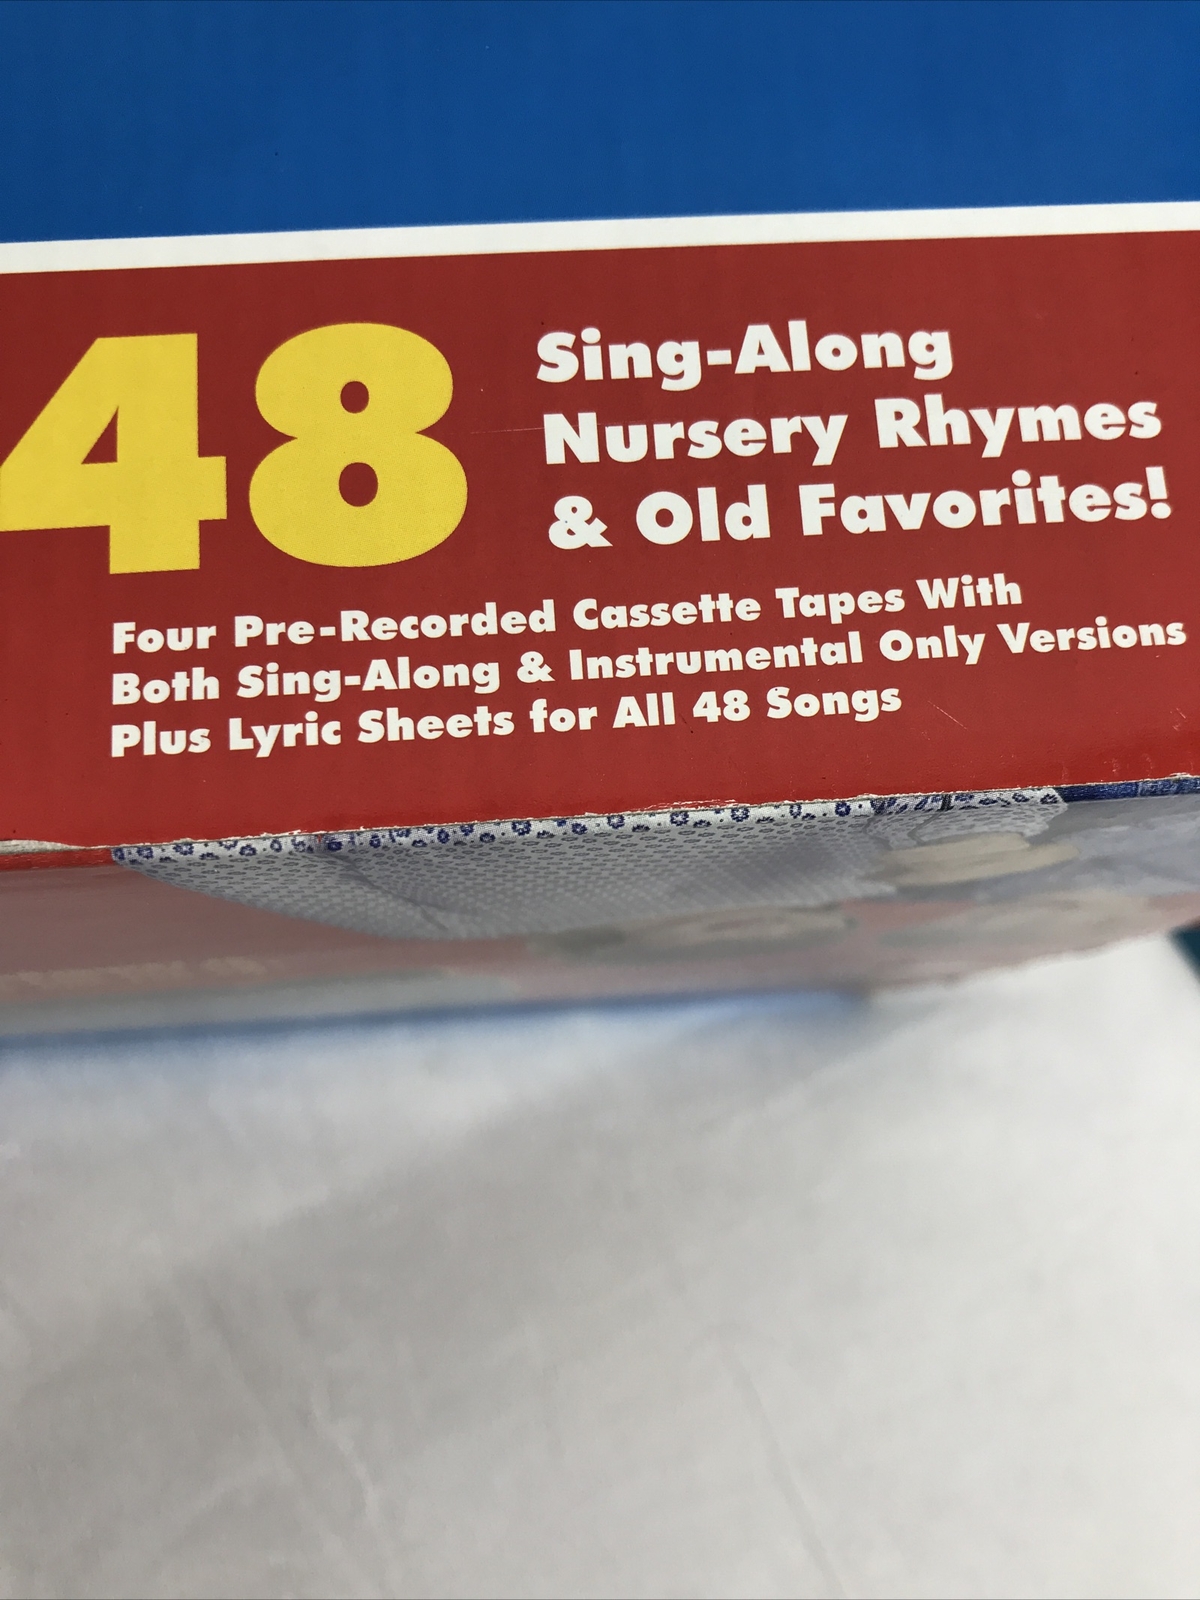 48
Sing-Along
Nursery Rhymes
& Old Favorites!
Four Pre-Recorded Cassette Tapes With
Both Sing-Along & Instrumental Only Versions
Plus Lyric Sheets for All 48 Songs